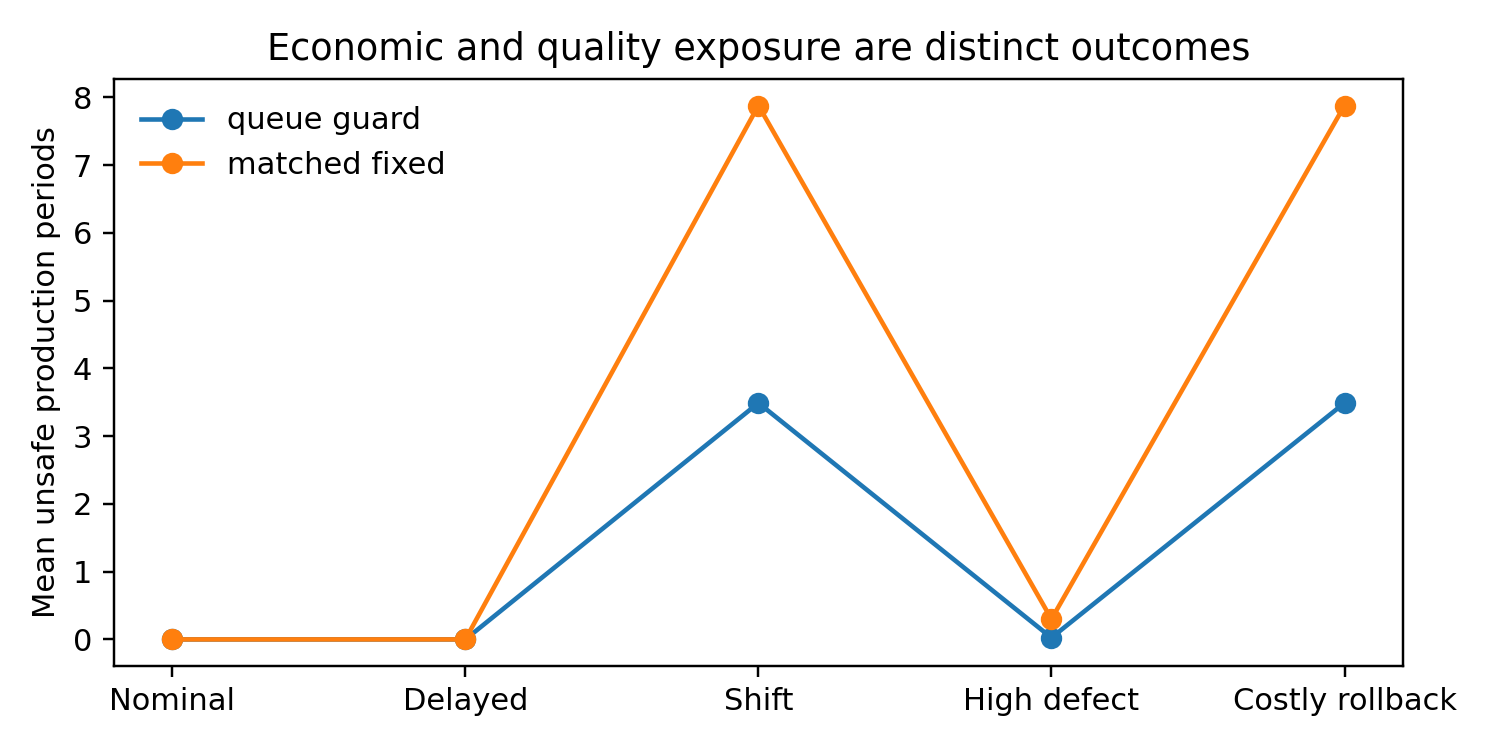 Economic and quality exposure are distinct outcomes
queue guard
matched fixed
Mean unsafe production periods
8
7
6
5
4
3
2
1
0
Nominal Delayed Shift High defect Costly rollback